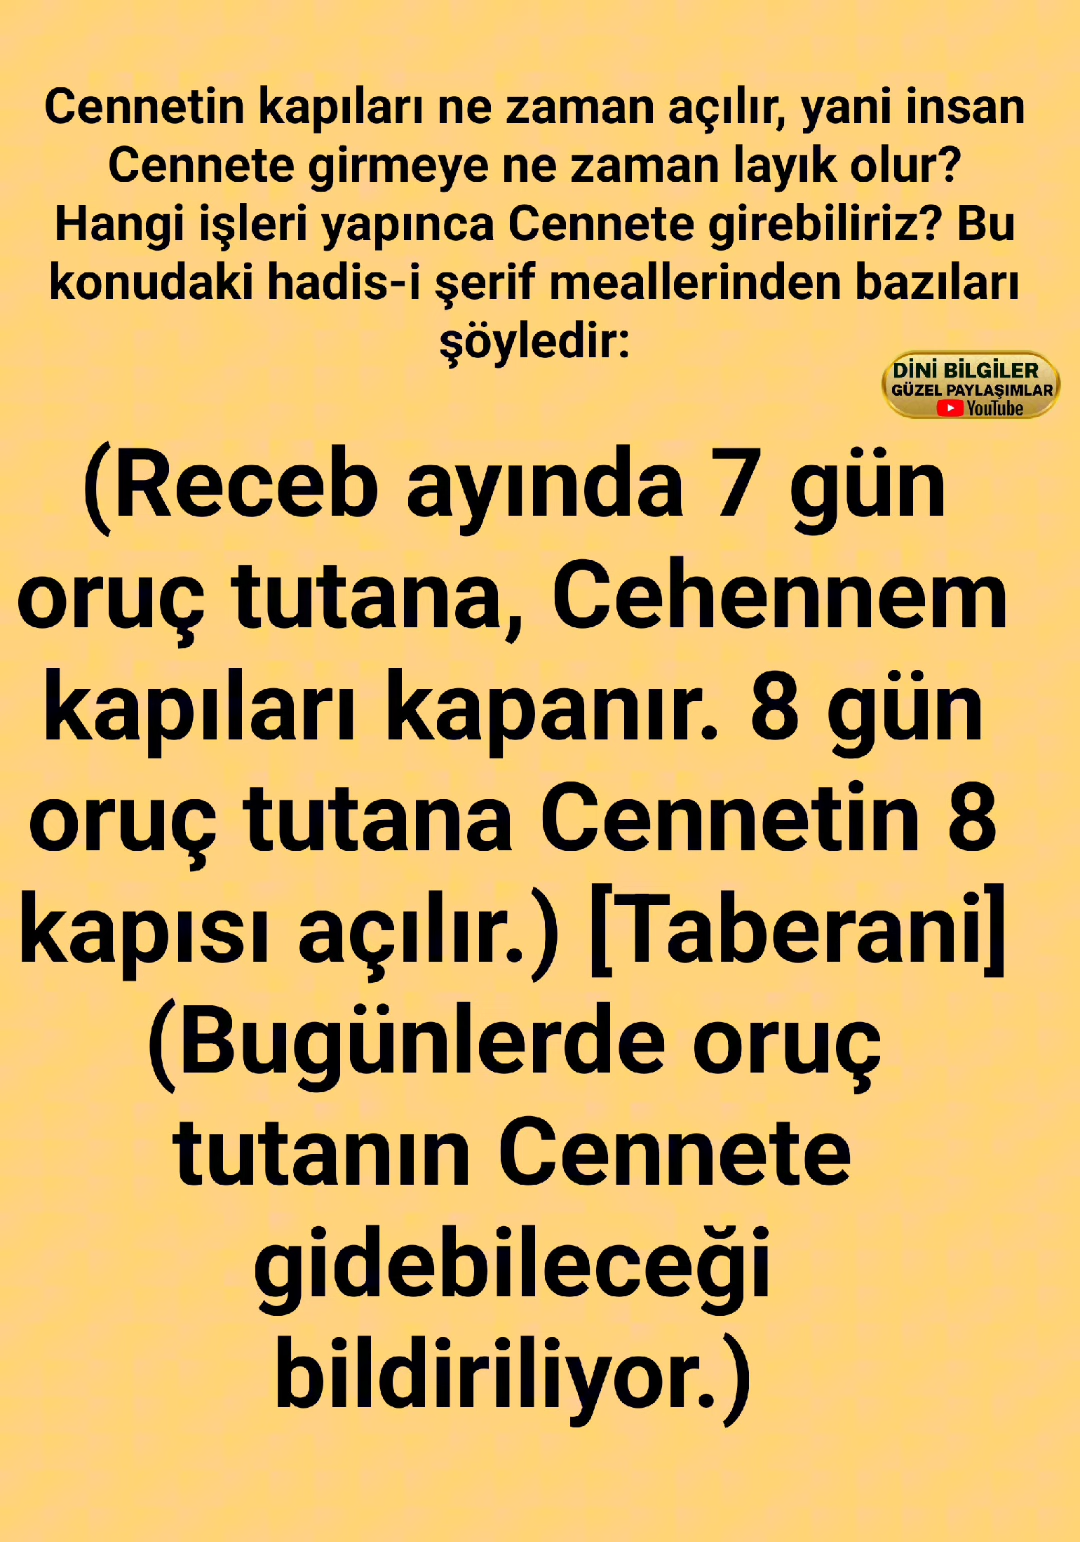 Cennetin kapıları ne zaman açılır, yani insan
Cennete girmeye ne zaman layık olur?
Hangi işleri yapınca Cennete girebiliriz? Bu
konudaki hadis-i şerif meallerinden bazıları
şöyledir:
DİNİ BİLGİLER
GÜZEL PAYLAŞIMLAR
YouTube
(Receb ayında 7 gün
oruç tutana, Cehennem
kapıları kapanır. 8 gün
oruç tutana Cennetin 8
kapısı açılır.) [Taberani]
(Bugünlerde oruç
tutanın Cennete
gidebileceği
bildiriliyor.)